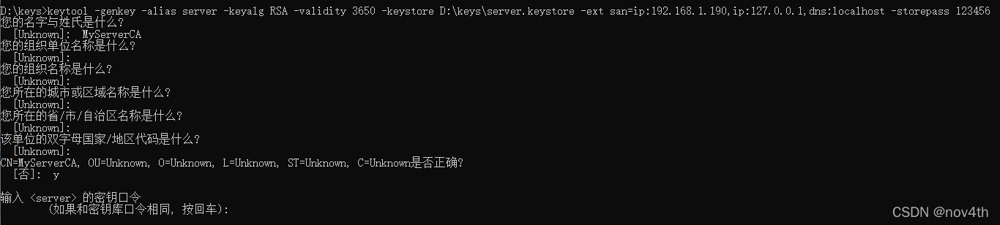 D:\keys>keytool -genkey -alias server -keyalg RSA -validity 3650 -keystore D:\keys\server.keystore -ext san=ip:192.168.1.190,ip:127.0.0.1,dns:localhost -storepass 123456
您的名字与姓氏是什么?
  [Unknown]:  MyServerCA
您的组织单位名称是什么?
  [Unknown]:
您的组织名称是什么?
  [Unknown]:
您所在的城市或区域名称是什么?
  [Unknown]:
您所在的省/市/自治区名称是什么?
  [Unknown]:
该单位的双字母国家/地区代码是什么?
  [Unknown]:
CN=MyServerCA, OU=Unknown, O=Unknown, L=Unknown, ST=Unknown, C=Unknown是否正确?
  [否]:  y
输入 <server> 的密钥口令
        (如果和密钥库口令相同, 按回车):
CSDN @nov4th